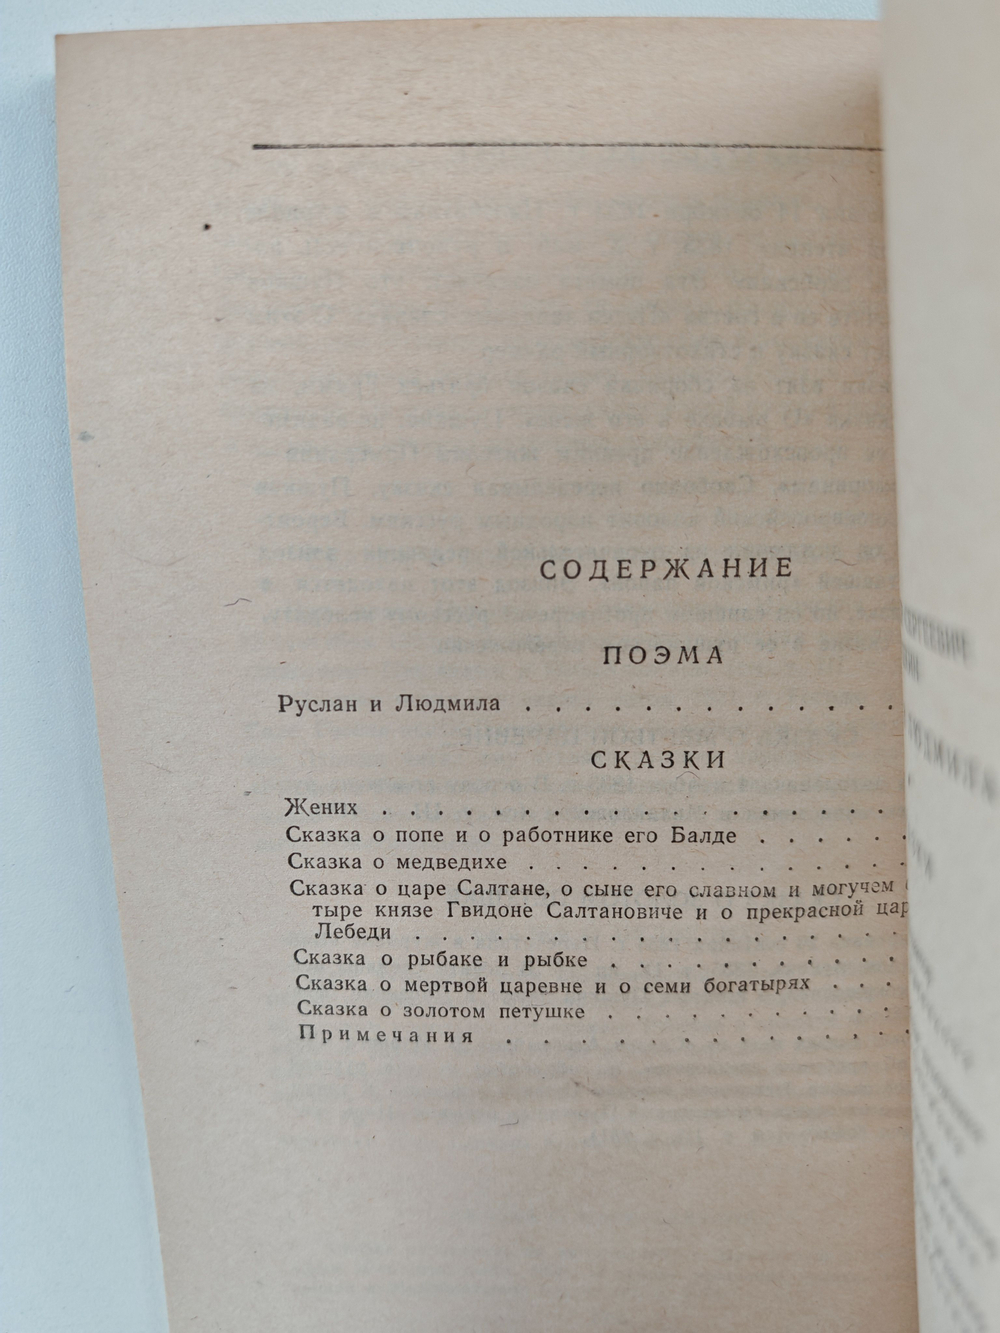 СОДЕРЖАНИЕ
ПОЭМА
Руслан и Людмила . . . . . . . . . . . . .
СКАЗКИ
Жених . . . . . . . . . . . . . . . . . .
Сказка о попе и о работнике его Балде . . . . . .
Сказка о медведихе . . . . . . . . . . . . . .
Сказка о царе Салтане, о сыне его славном и могучем
тыре князе Гвидоне Салтановиче и о прекрасной цар
Лебеди . . . . . . . . . . . . . . . . . .
Сказка о рыбаке и рыбке . . . . . . . . . . .
Сказка о мертвой царевне и о семи богатырях . . .
Сказка о золотом петушке . . . . . . . . . . .
Примечания . . . . . . . . . . . .